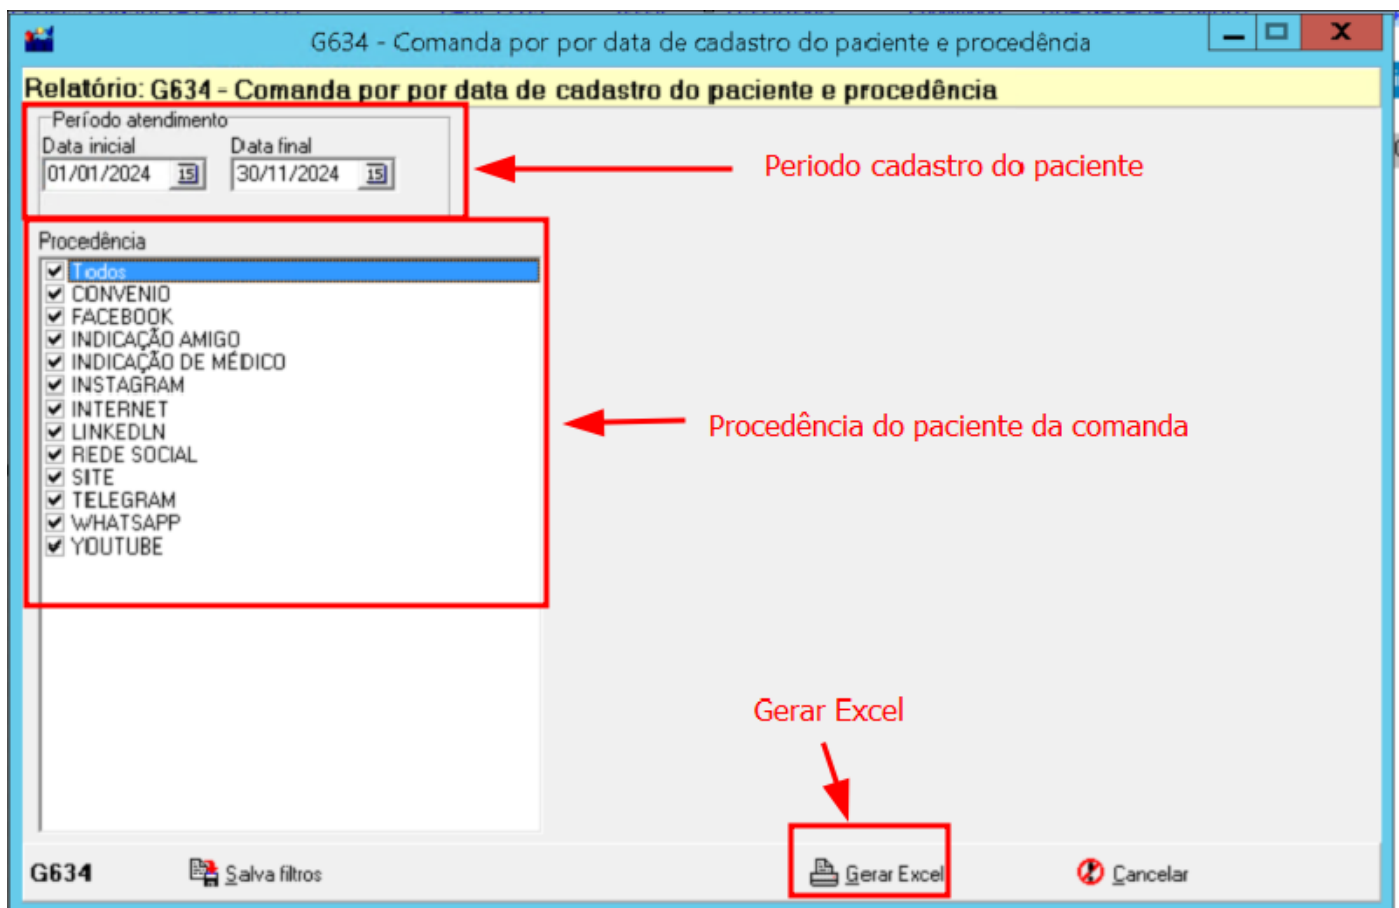 G634 - Comanda por por data de cadastro do paciente e procedência
Relatório: G634 - Comanda por por data de cadastro do paciente e procedência
Período atendimento
Data inicial Data final
01/01/2024 15 30/11/2024 15
Periodo cadastro do paciente
Procedência
Todos
CONVENIO
FACEBOOK
INDICAÇÃO AMIGO
INDICAÇÃO DE MÉDICO
INSTAGRAM
INTERNET
LINKEDLN
REDE SOCIAL
SITE
TELEGRAM
WHATSAPP
YOUTUBE
Procedência do paciente da comanda
Gerar Excel
G634 Salva filtros Gerar Excel Cancelar